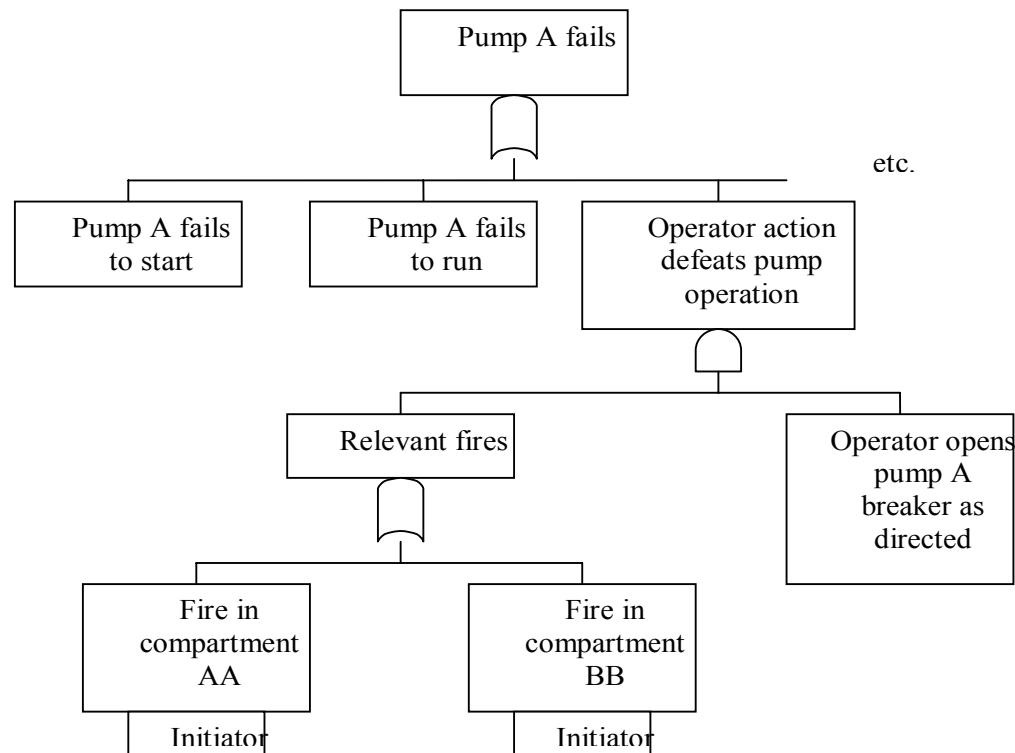 Pump A fails
etc.
Pump A fails
to start
Pump A fails
to run
Operator action
defeats pump
operation
Relevant fires
Operator opens
pump A
breaker as
directed
Fire in
compartment
AA
Fire in
compartment
BB
Initiator
Initiator